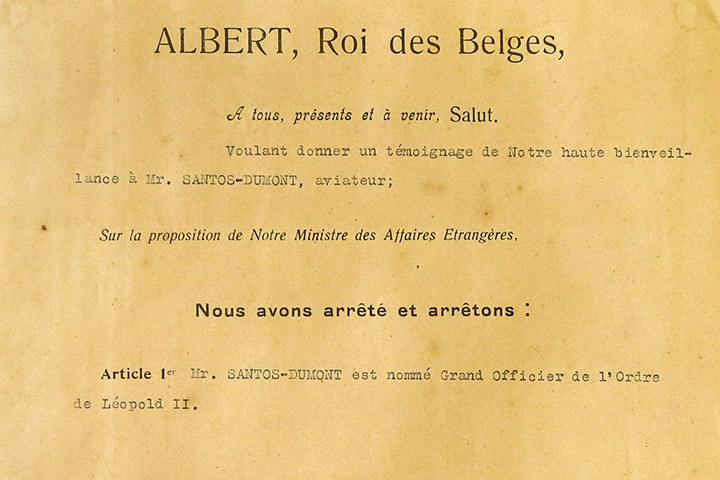 ALBERT, Roi des Belges,
A tous, présents et à venir, Salut.
Voulant donner un témoignage de Notre haute bienveil-
lance à Mr. SANTOS-DUMONT, aviateur;
Sur la proposition de Notre Ministre des Affaires Etrangères,
Nous avons arrêté et arrêtons :
Article 1er Mr. SANTOS-DUMONT est nommé Grand Officier de l'Ordre
de Léopold II.